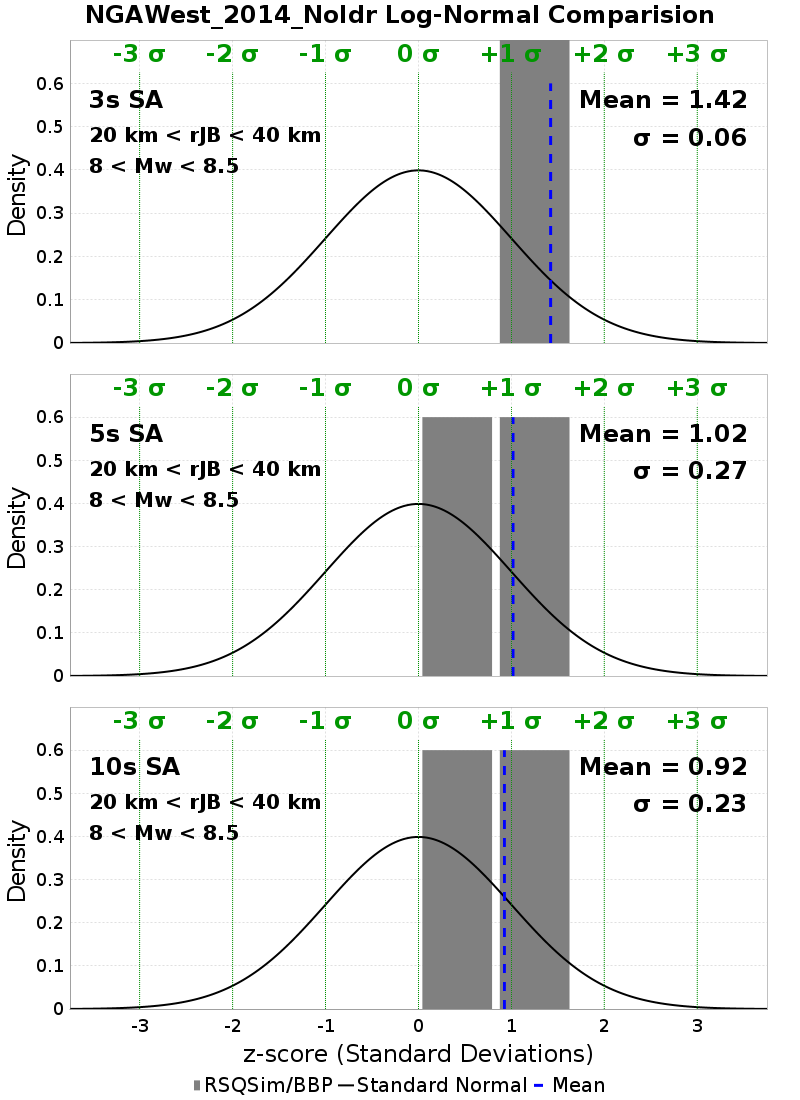 NGAWest_2014_NoIdr Log-Normal Comparision
-3 σ -2 σ -1 σ 0 σ +1 σ +2 σ +3 σ
0.6
3s SA Mean = 1.42
0.5
20 km < rJB < 40 km σ = 0.06
8 < Mw < 8.5
0.4
0.3
0.2
0.1
0
Density
-3 σ -2 σ -1 σ 0 σ +1 σ +2 σ +3 σ
0.6
5s SA Mean = 1.02
0.5
20 km < rJB < 40 km σ = 0.27
8 < Mw < 8.5
0.4
0.3
0.2
0.1
0
Density
-3 σ -2 σ -1 σ 0 σ +1 σ +2 σ +3 σ
0.6
10s SA Mean = 0.92
0.5
20 km < rJB < 40 km σ = 0.23
8 < Mw < 8.5
0.4
0.3
0.2
0.1
0
Density
-3 -2 -1 0 1 2 3
z-score (Standard Deviations)
RSQSim/BBP Standard Normal Mean